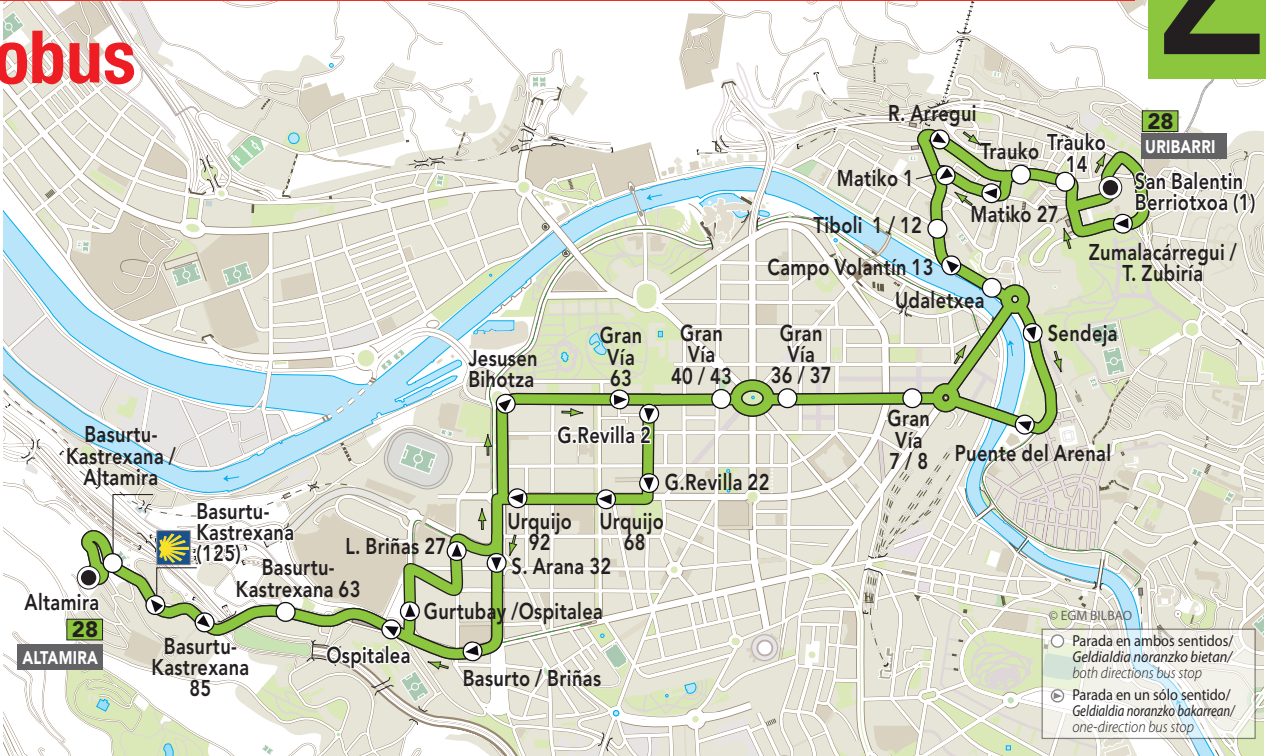 obus
28
URIBARRI
R. Arregui
Trauko
Trauko
14
San Balentin
Berriotxoa (1)
Matiko 1
Matiko 27
Tiboli 1 / 12
Zumalacárregui /
T. Zubiría
Campo Volantín 13
Udaletxea
Sendeja
Gran
Vía
63
Gran
Vía
40 / 43
Gran
Vía
36 / 37
Jesusen
Bihotza
G.Revilla 2
Gran
Vía
7 / 8
Puente del Arenal
Basurtu-
Kastrexana /
Altamira
G.Revilla 22
Basurtu-
Kastrexana
(125)
Urquijo
92
Urquijo
68
L. Briñas 27
S. Arana 32
Basurtu-
Kastrexana 63
Altamira
28
ALTAMIRA
Gurtubay /Ospitalea
Basurtu-
Kastrexana
85
Ospitalea
Basurto / Briñas
© EGM BILBAO
Parada en ambos sentidos/
Geldialdia noranzko bietan/
both directions bus stop
Parada en un sólo sentido/
Geldialdia noranzko bakarrean/
one-direction bus stop